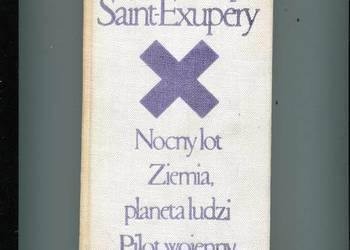 Saint-Exupéry
Nocny lot
Ziemia,
planeta ludzi
Pilot wojenny